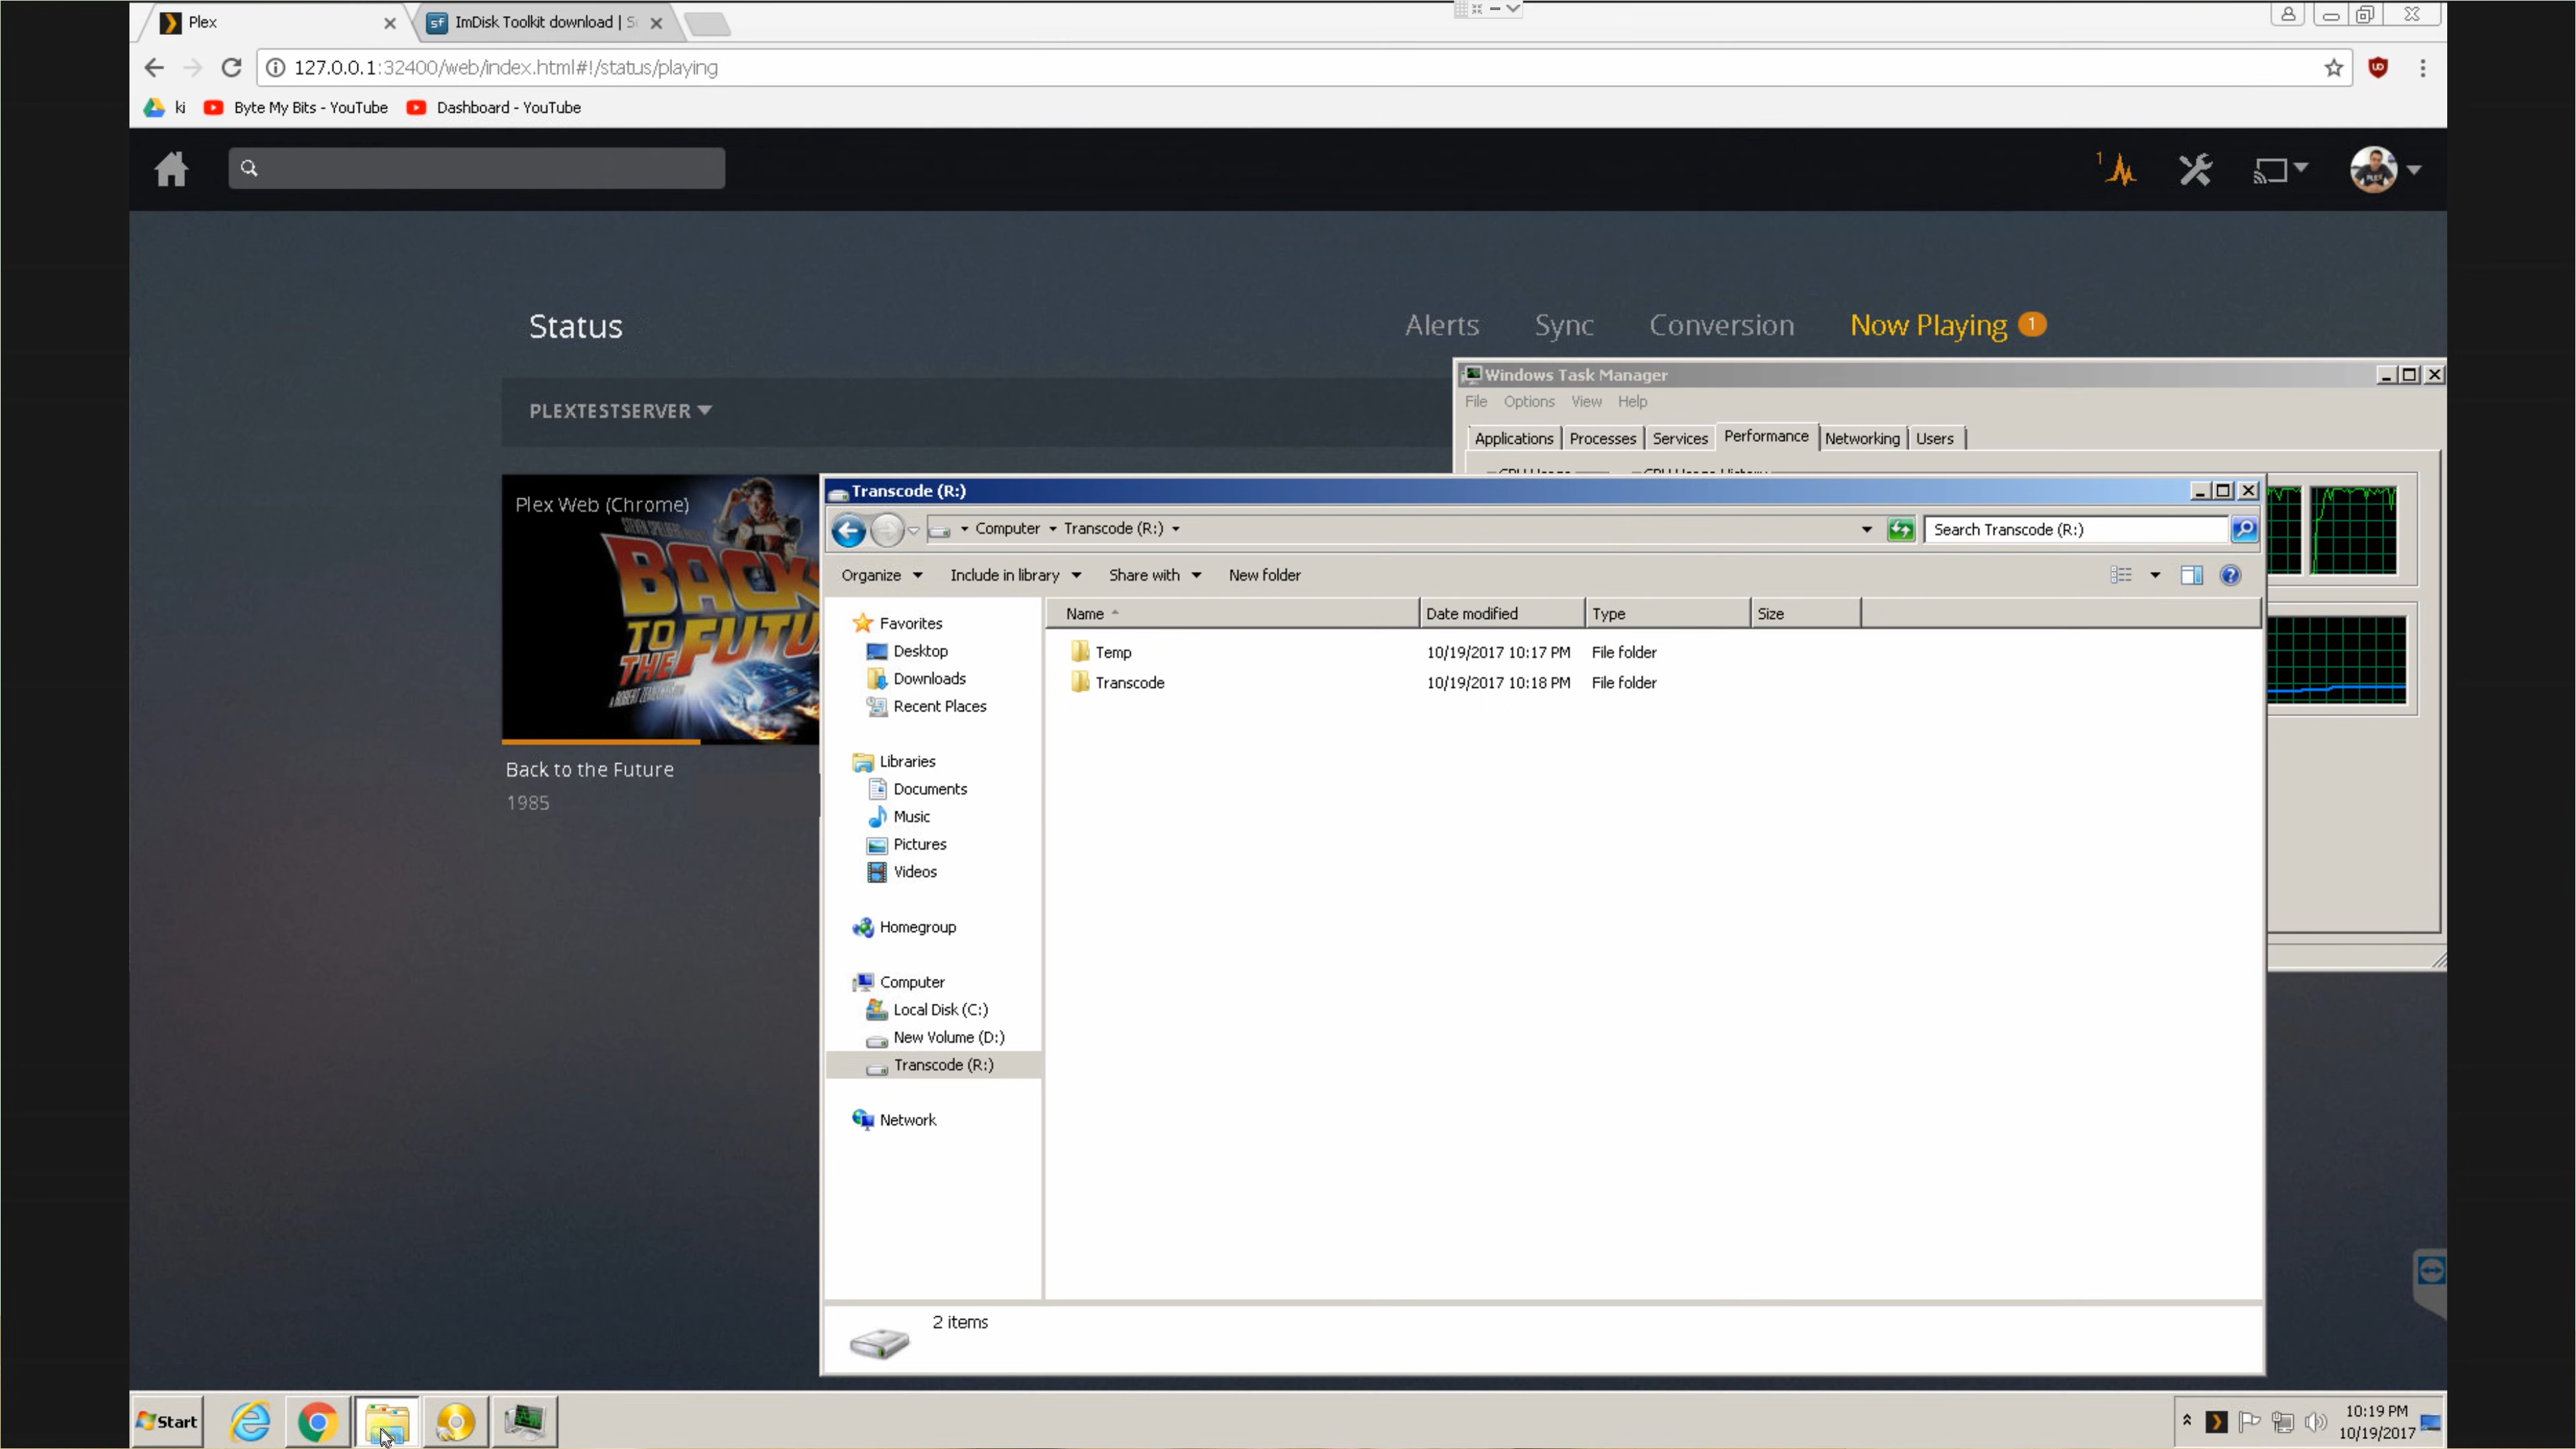 Plex
ImDisk Toolkit download | S
127.0.0.1:32400/web/index.html#!/status/playing
ki
Byte My Bits - YouTube
Dashboard - YouTube
1
Status
Alerts
Sync
Conversion
Now Playing 1
PLEXTESTSERVER
Windows Task Manager
File Options View Help
Applications Processes Services Performance Networking Users
Plex Web (Chrome)
BACK
TO
THE FUTU
Back to the Future
1985
Transcode (R:)
Computer Transcode (R:)
Search Transcode (R:)
Organize Include in library Share with New folder
Name Date modified Type Size
Temp 10/19/2017 10:17 PM File folder
Transcode 10/19/2017 10:18 PM File folder
Favorites
Desktop
Downloads
Recent Places
Libraries
Documents
Music
Pictures
Videos
Homegroup
Computer
Local Disk (C:)
New Volume (D:)
Transcode (R:)
Network
2 items
Start
10:19 PM
10/19/2017